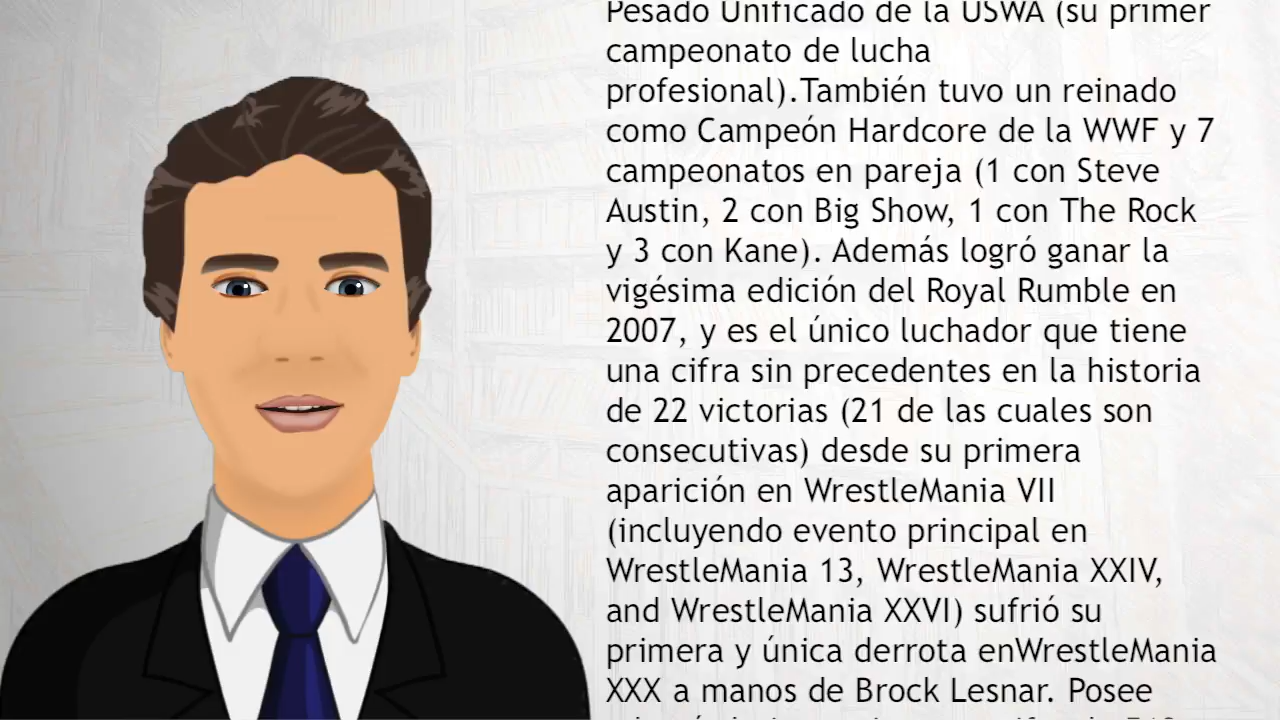 Pesado Unificado de la USWA (su primer
campeonato de lucha
profesional).También tuvo un reinado
como Campeón Hardcore de la WWF y 7
campeonatos en pareja (1 con Steve
Austin, 2 con Big Show, 1 con The Rock
y 3 con Kane). Además logró ganar la
vigésima edición del Royal Rumble en
2007, y es el único luchador que tiene
una cifra sin precedentes en la historia
de 22 victorias (21 de las cuales son
consecutivas) desde su primera
aparición en WrestleMania VII
(incluyendo evento principal en
WrestleMania 13, WrestleMania XXIV,
and WrestleMania XXVI) sufrió su
primera y única derrota enWrestleMania
XXX a manos de Brock Lesnar. Posee